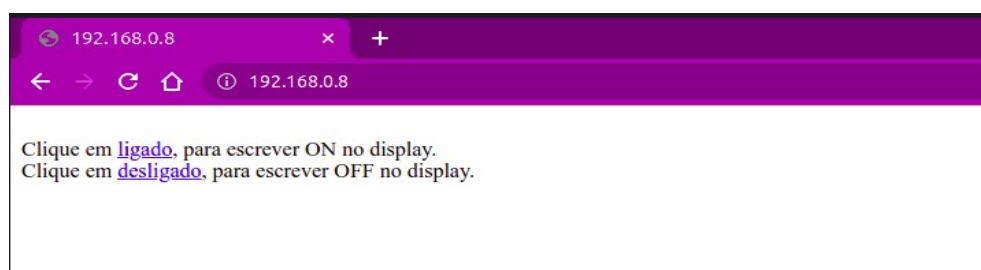 192.168.0.8
192.168.0.8
Clique em ligado, para escrever ON no display.
Clique em desligado, para escrever OFF no display.